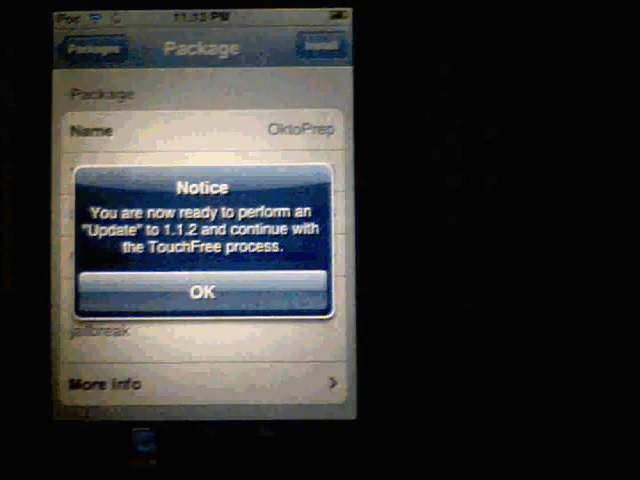 11:13 PM
Packages Package Install
Package
Name OktoPrep
Notice
You are now ready to perform an
"Update" to 1.1.2 and continue with
the TouchFree process.
OK
jailbreak
More Info